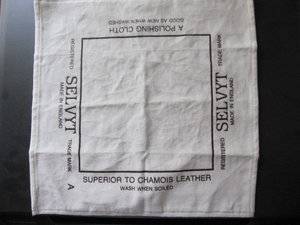 A POLISHING CLOTH
GOOD AS NEW WHEN WASHED
REGISTERED
SELVYT
TRADE MARK
MADE IN ENGLAND
TRADE MARK
SELVYT
REGISTERED
MADE IN ENGLAND
A
SUPERIOR TO CHAMOIS LEATHER
WASH WHEN SOILED